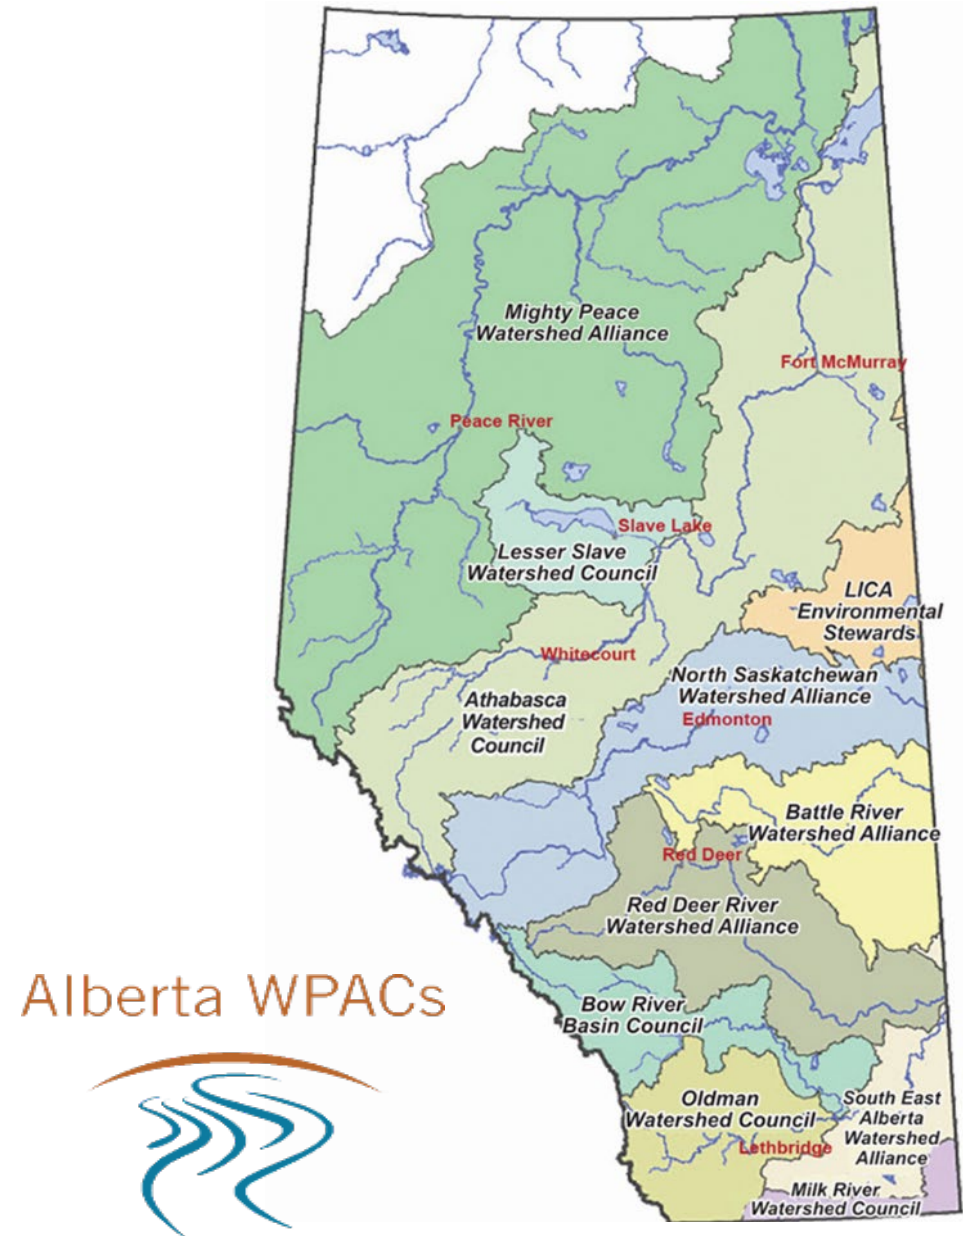 Mighty Peace
Watershed Alliance
Fort McMurray
Peace River
Slave Lake
Lesser Slave
Watershed Council
LICA
Environmental
Stewards
Whitecourt
North Saskatchewan
Watershed Alliance
Athabasca
Watershed
Council
Edmonton
Battle River
Watershed Alliance
Red Deer
Red Deer River
Watershed Alliance
Alberta WPACs
Bow River
Basin Council
Oldman
Watershed Council
South East
Alberta
Watershed
Alliance
Lethbridge
Milk River
Watershed Council